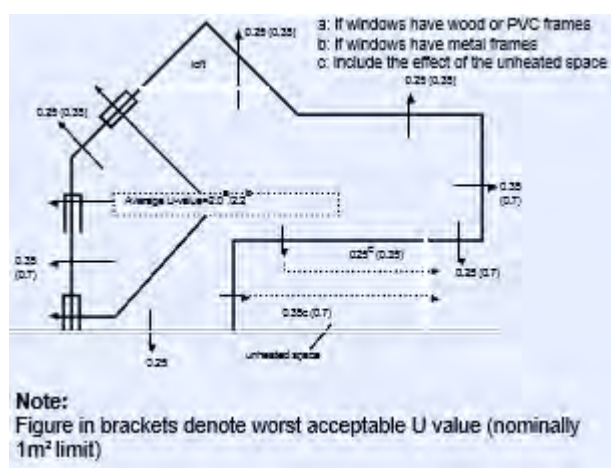 a: If windows have wood or PVC frames
b: If windows have metal frames
c: Include the effect of the unheated space
0.25 (0.35)
loft
0.25 (0.35)
0.25 (0.35)
Average U-value=2.0ᵃ/2.2ᵇ
0.35
(0.7)
0.35
(0.7)
0.25ᶜ (0.35)
0.25 (0.7)
0.35c (0.7)
0.25
unheated space
Note:
Figure in brackets denote worst acceptable U value (nominally
1m² limit)